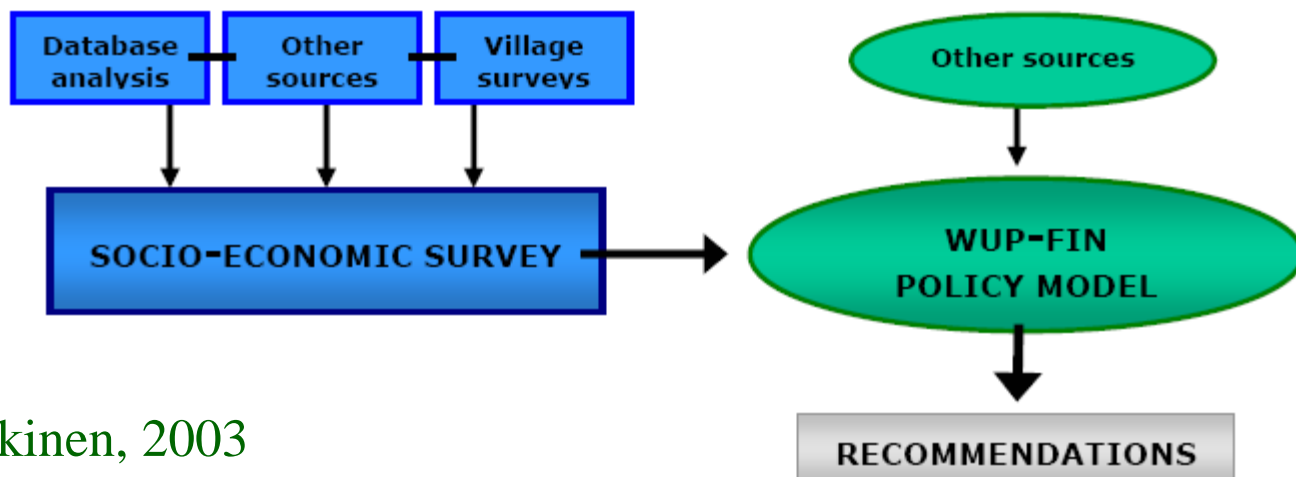 Database
analysis
Other
sources
Village
surveys
Other sources
SOCIO-ECONOMIC SURVEY
WUP-FIN
POLICY MODEL
kinen, 2003
RECOMMENDATIONS